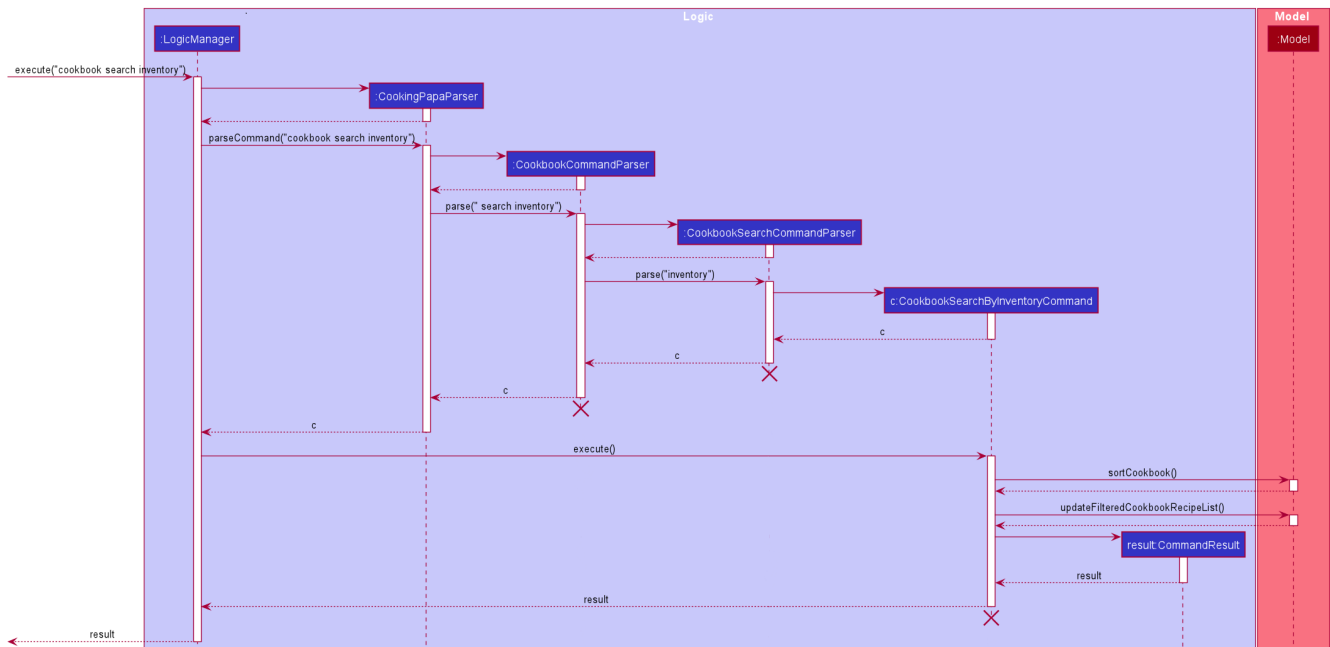 Logic
Model
:LogicManager
:Model
execute("cookbook search inventory")
:CookingPapaParser
parseCommand("cookbook search inventory")
:CookbookCommandParser
parse(" search inventory")
:CookbookSearchCommandParser
parse("inventory")
c:CookbookSearchByInventoryCommand
c
c
c
c
execute()
sortCookbook()
updateFilteredCookbookRecipeList()
result:CommandResult
result
result
result